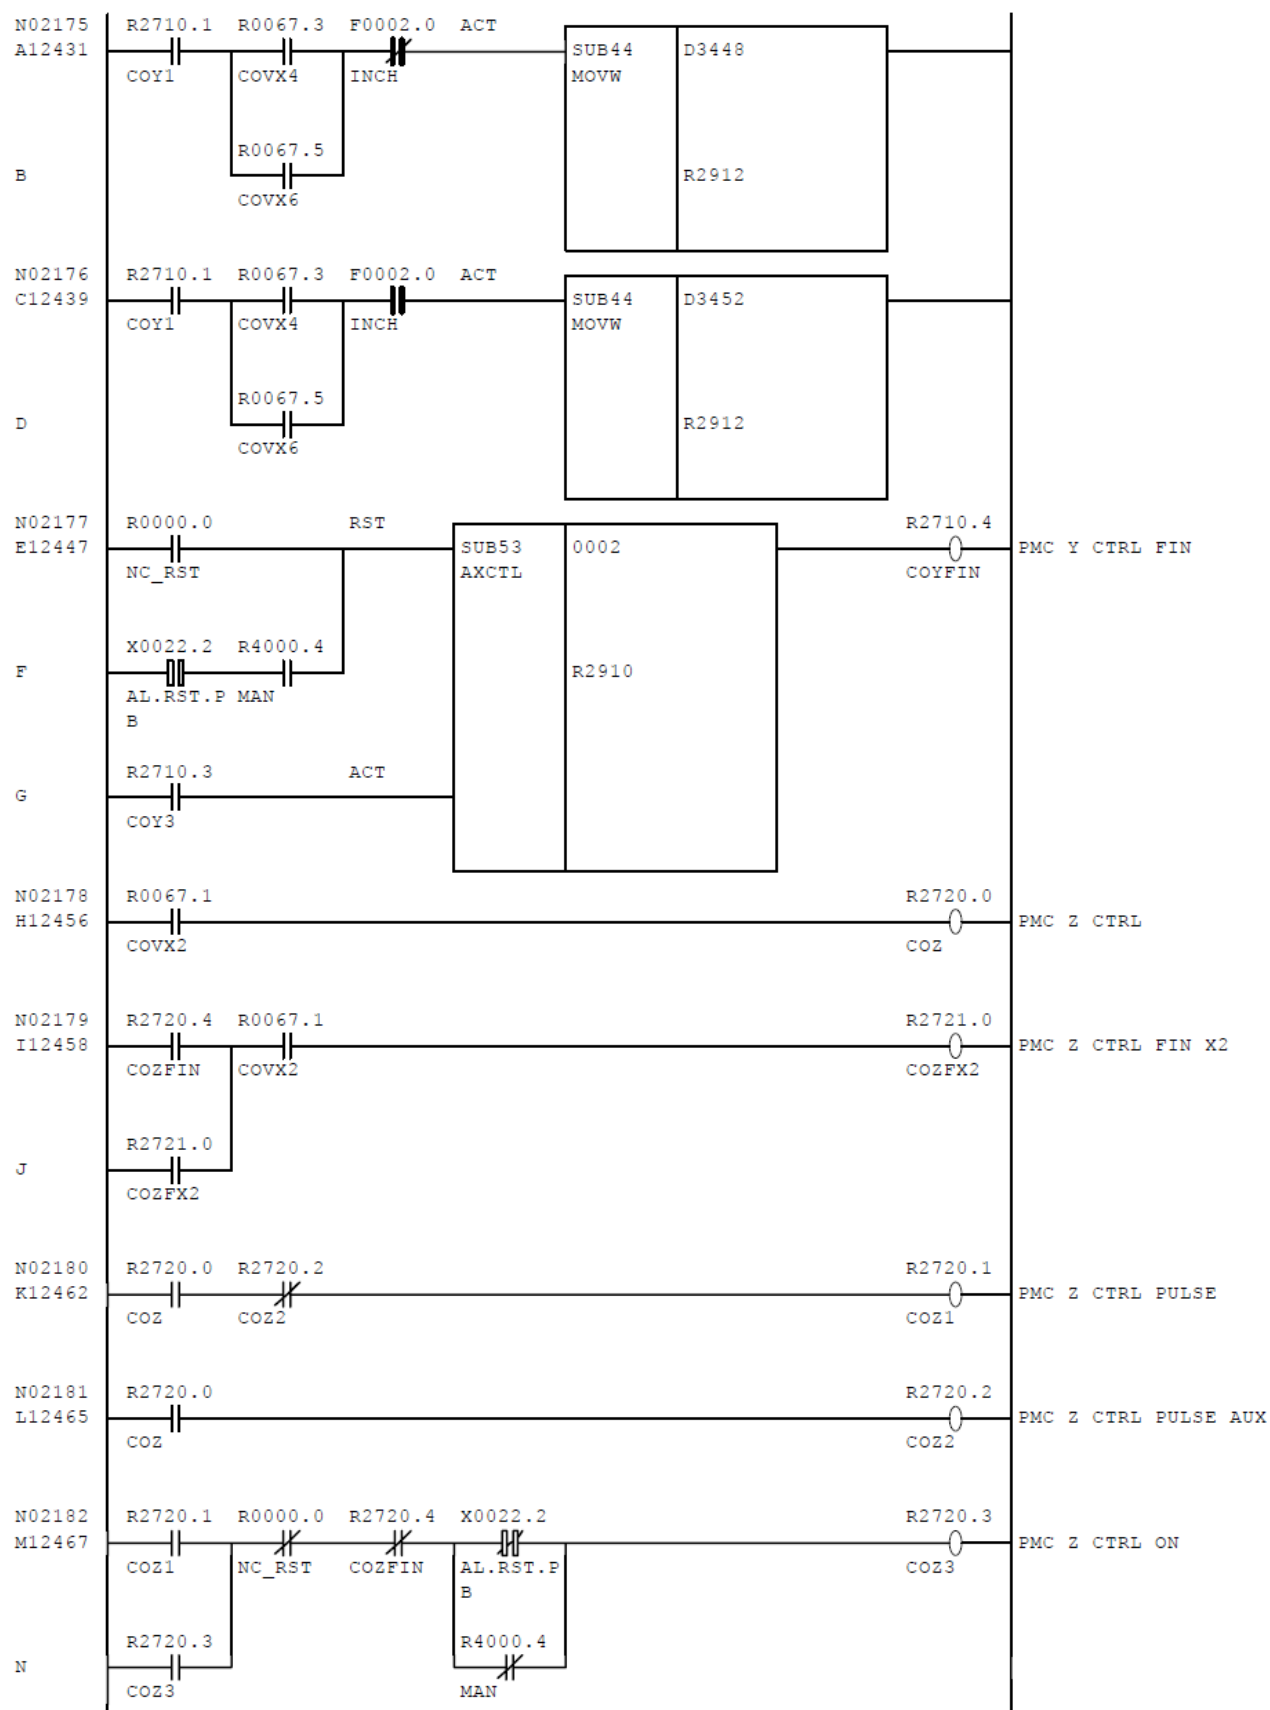 N02175 R2710.1 R0067.3 F0002.0 ACT
A12431 SUB44 D3448
COY1 COVX4 INCH MOVW
R0067.5
B R2912
COVX6
N02176 R2710.1 R0067.3 F0002.0 ACT
C12439 SUB44 D3452
COY1 COVX4 INCH MOVW
R0067.5
D R2912
COVX6
N02177 R0000.0 RST R2710.4
E12447 SUB53 0002 PMC Y CTRL FIN
NC_RST AXCTL COYFIN
X0022.2 R4000.4
F R2910
AL.RST.P MAN
B
R2710.3 ACT
G
COY3
N02178 R0067.1 R2720.0
H12456 PMC Z CTRL
COVX2 COZ
N02179 R2720.4 R0067.1 R2721.0
I12458 PMC Z CTRL FIN X2
COZFIN COVX2 COZFX2
R2721.0
J
COZFX2
N02180 R2720.0 R2720.2 R2720.1
K12462 PMC Z CTRL PULSE
COZ COZ2 COZ1
N02181 R2720.0 R2720.2
L12465 PMC Z CTRL PULSE AUX
COZ COZ2
N02182 R2720.1 R0000.0 R2720.4 X0022.2 R2720.3
M12467 PMC Z CTRL ON
COZ1 NC_RST COZFIN AL.RST.P COZ3
B
R2720.3 R4000.4
N
COZ3 MAN